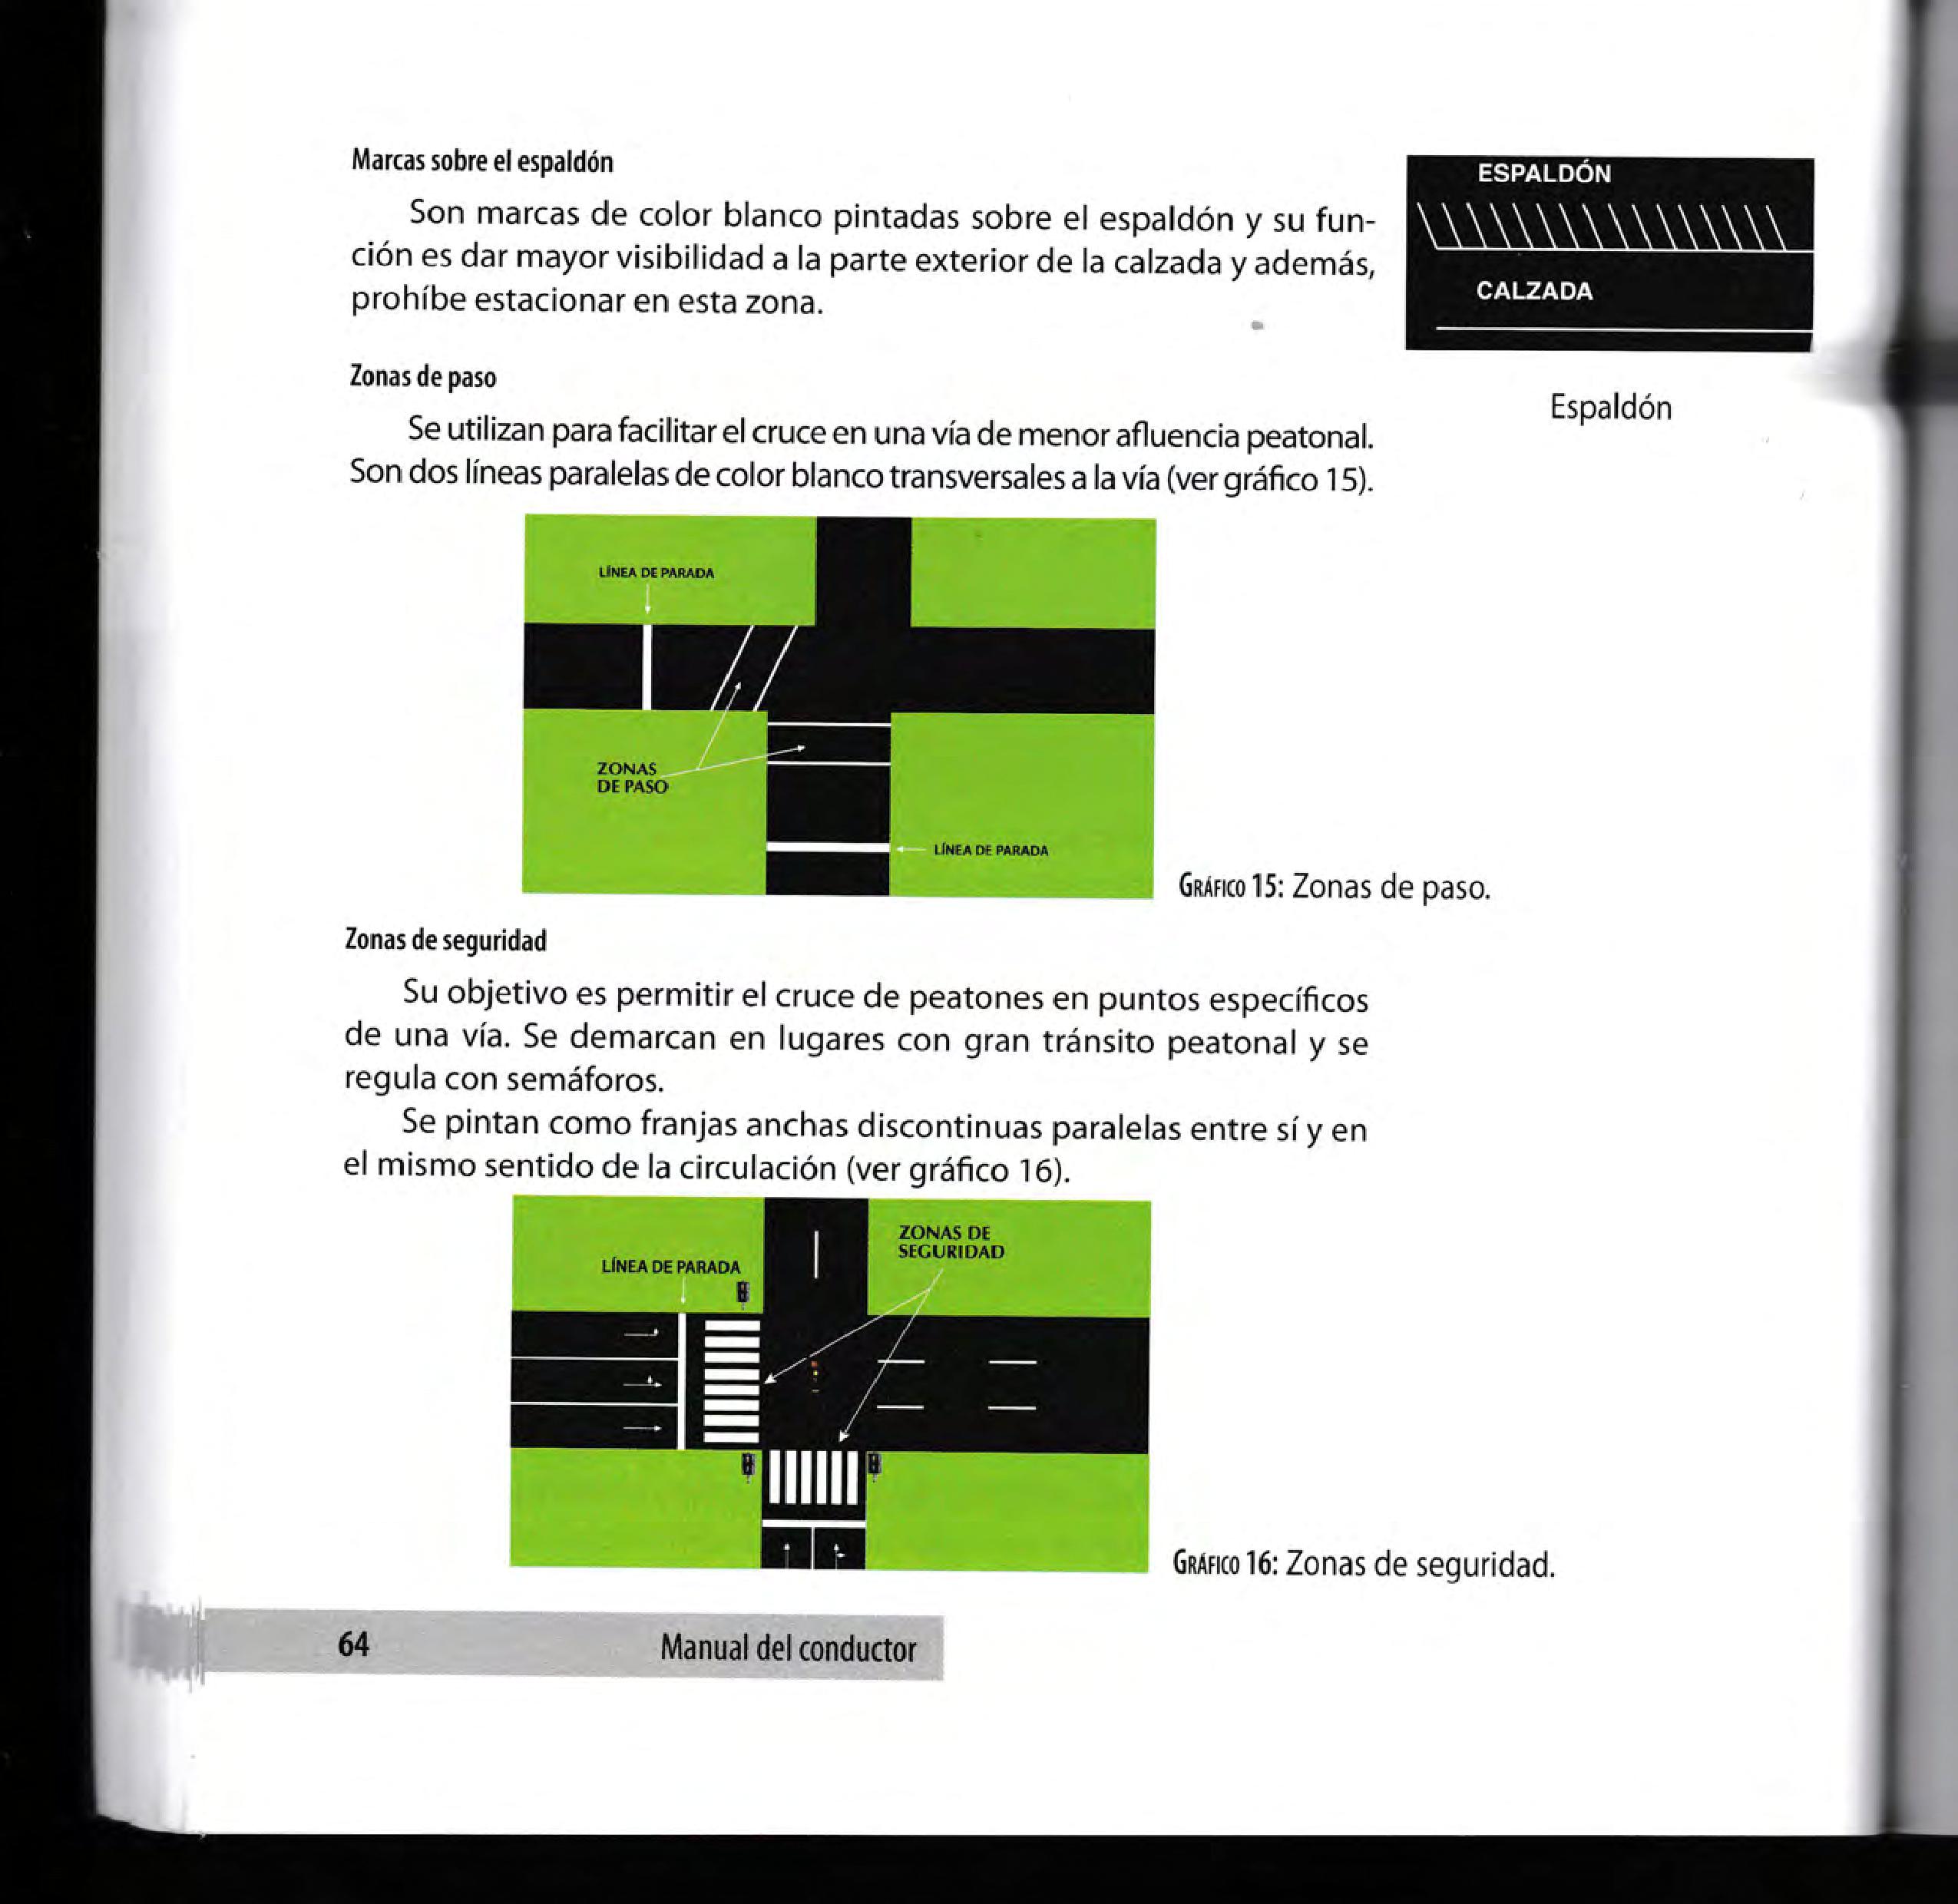 Marcas sobre el espaldón
Son marcas de color blanco pintadas sobre el espaldón y su fun-
ción es dar mayor visibilidad a la parte exterior de la calzada y además,
prohíbe estacionar en esta zona.
ESPALDÓN
CALZADA
Espaldón
Zonas de paso
Se utilizan para facilitar el cruce en una vía de menor afluencia peatonal.
Son dos líneas paralelas de color blanco transversales a la vía (ver gráfico 15).
LÍNEA DE PARADA
ZONAS
DE PASO
LÍNEA DE PARADA
GRÁFICO 15: Zonas de paso.
Zonas de seguridad
Su objetivo es permitir el cruce de peatones en puntos específicos
de una vía. Se demarcan en lugares con gran tránsito peatonal y se
regula con semáforos.
Se pintan como franjas anchas discontinuas paralelas entre sí y en
el mismo sentido de la circulación (ver gráfico 16).
ZONAS DE
SEGURIDAD
LÍNEA DE PARADA
GRÁFICO 16: Zonas de seguridad.
64 Manual del conductor